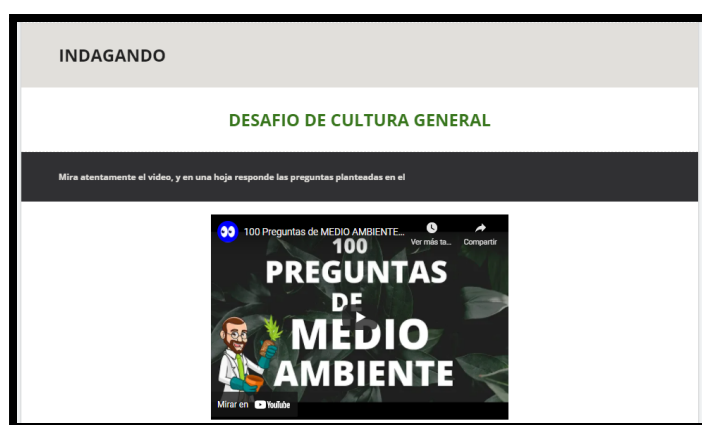 INDAGANDO
DESAFIO DE CULTURA GENERAL
Mira atentamente el video, y en una hoja responde las preguntas planteadas en el
100 Preguntas de MEDIO AMBIENTE...
Ver más ta...
Compartir
100
PREGUNTAS
DE
MEDIO
AMBIENTE
Mirar en YouTube